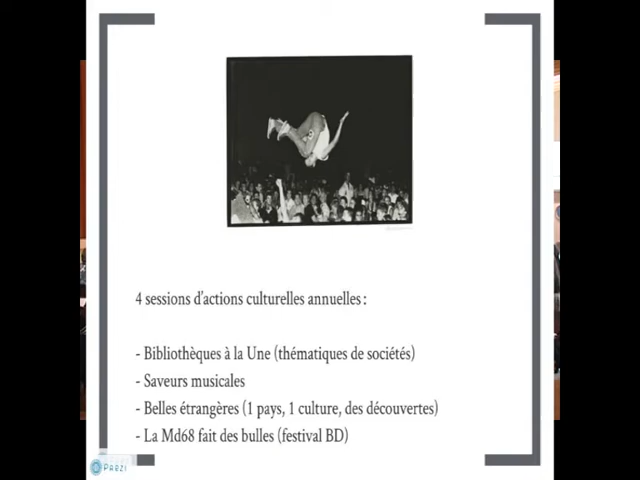 4 sessions d'actions culturelles annuelles :
- Bibliothèques à la Une (thématiques de sociétés)
- Saveurs musicales
- Belles étrangères (1 pays, 1 culture, des découvertes)
- La Md68 fait des bulles (festival BD)
PREZI